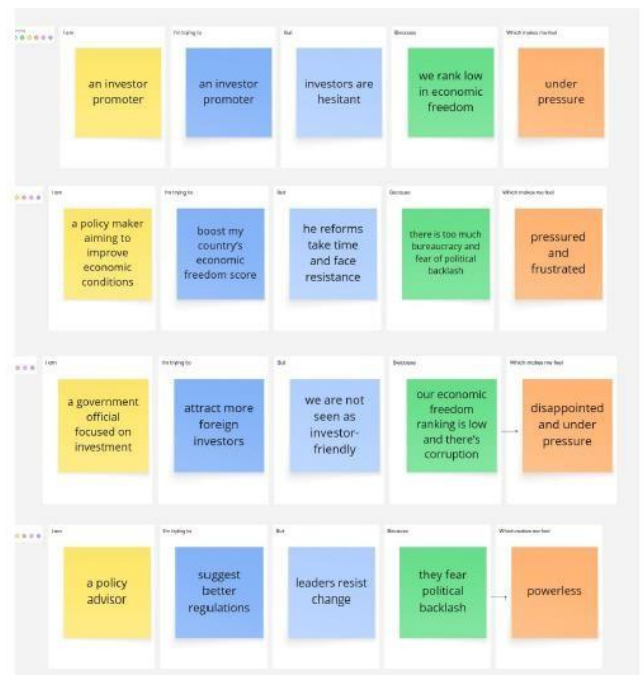 I am
I'm trying to
But
Because
Which makes me feel
an investor
promoter
an investor
promoter
investors are
hesitant
we rank low
in economic
freedom
under
pressure
I am
I'm trying to
But
Because
Which makes me feel
a policy maker
aiming to
improve
economic
conditions
boost my
country's
economic
freedom score
he reforms
take time
and face
resistance
there is too much
bureaucracy and
fear of political
backlash
pressured
and
frustrated
I am
I'm trying to
But
Because
Which makes me feel
a government
official
focused on
investment
attract more
foreign
investors
we are not
seen as
investor-
friendly
our economic
freedom
ranking is low
and there's
corruption
disappointed
and under
pressure
I am
I'm trying to
But
Because
Which makes me feel
a policy
advisor
suggest
better
regulations
leaders resist
change
they fear
political
backlash
powerless